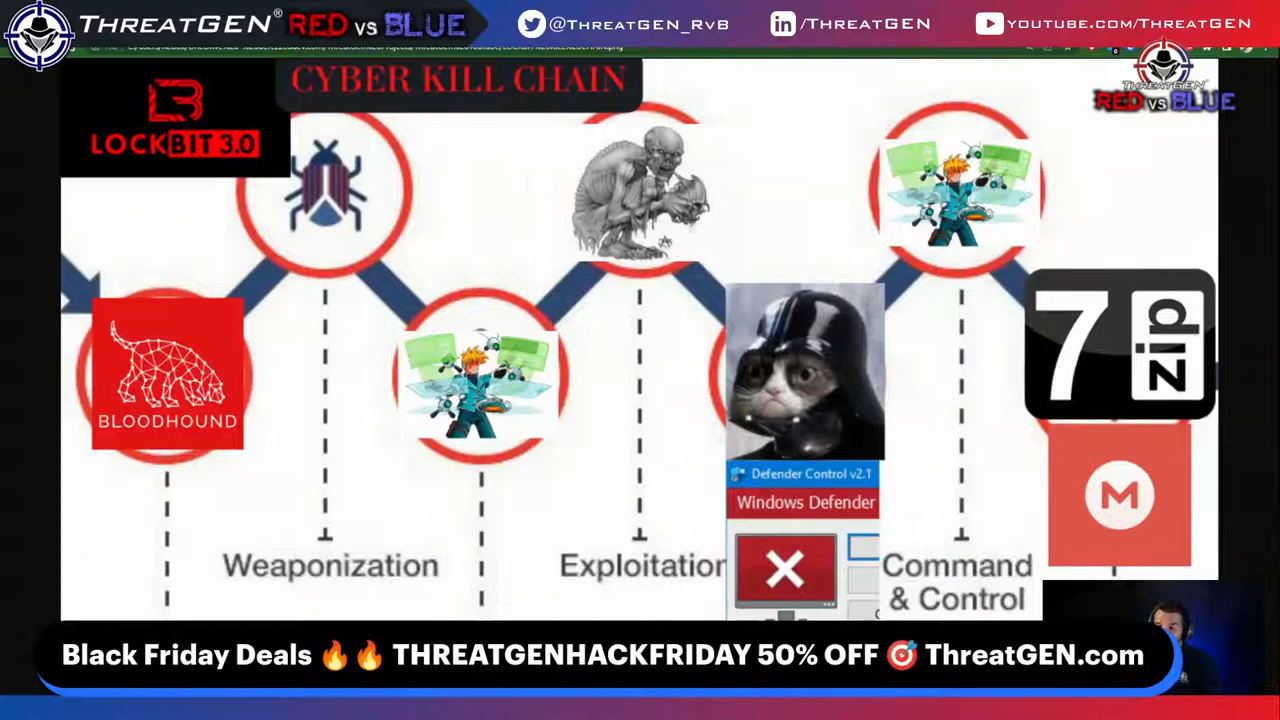 THREATGEN® RED vs BLUE
@THREATGEN_RVB
/THREATGEN
YOUTUBE.COM/THREATGEN
CYBER KILL CHAIN
LOCKBIT 3.0
THREATGEN
RED vs BLUE
BLOODHOUND
7zip
Defender Control v2.1
Windows Defender
M
Weaponization
Exploitation
Command
& Control
Black Friday Deals 🔥🔥 THREATGENHACKFRIDAY 50% OFF 🎯 ThreatGEN.com